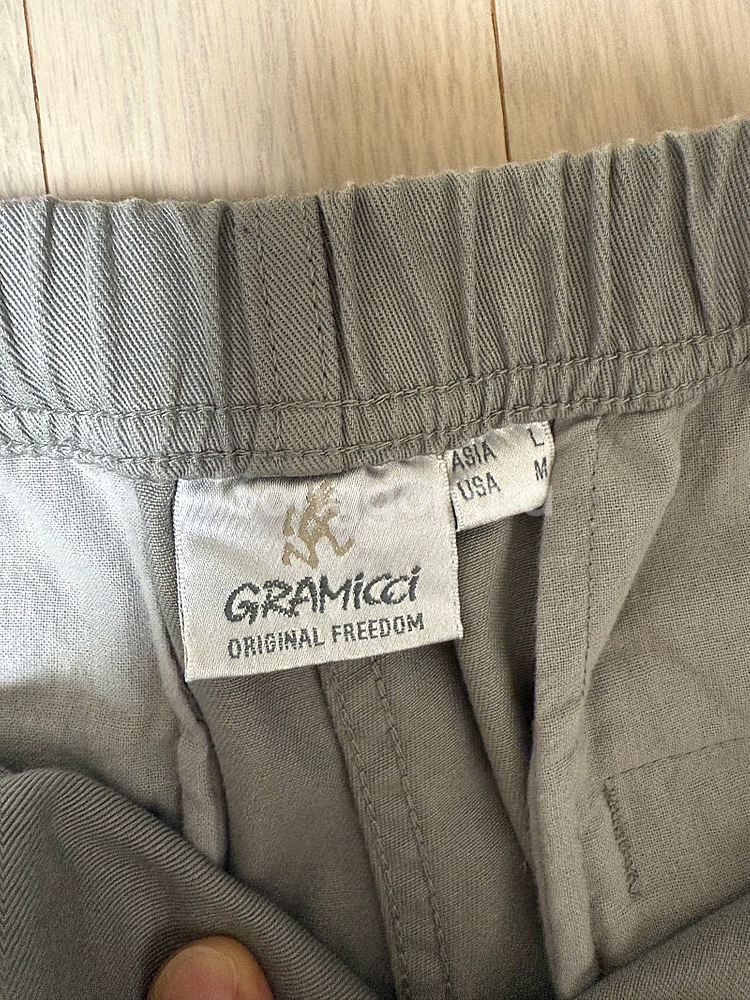 GRAMICCI
ORIGINAL FREEDOM
ASIA L
USA M